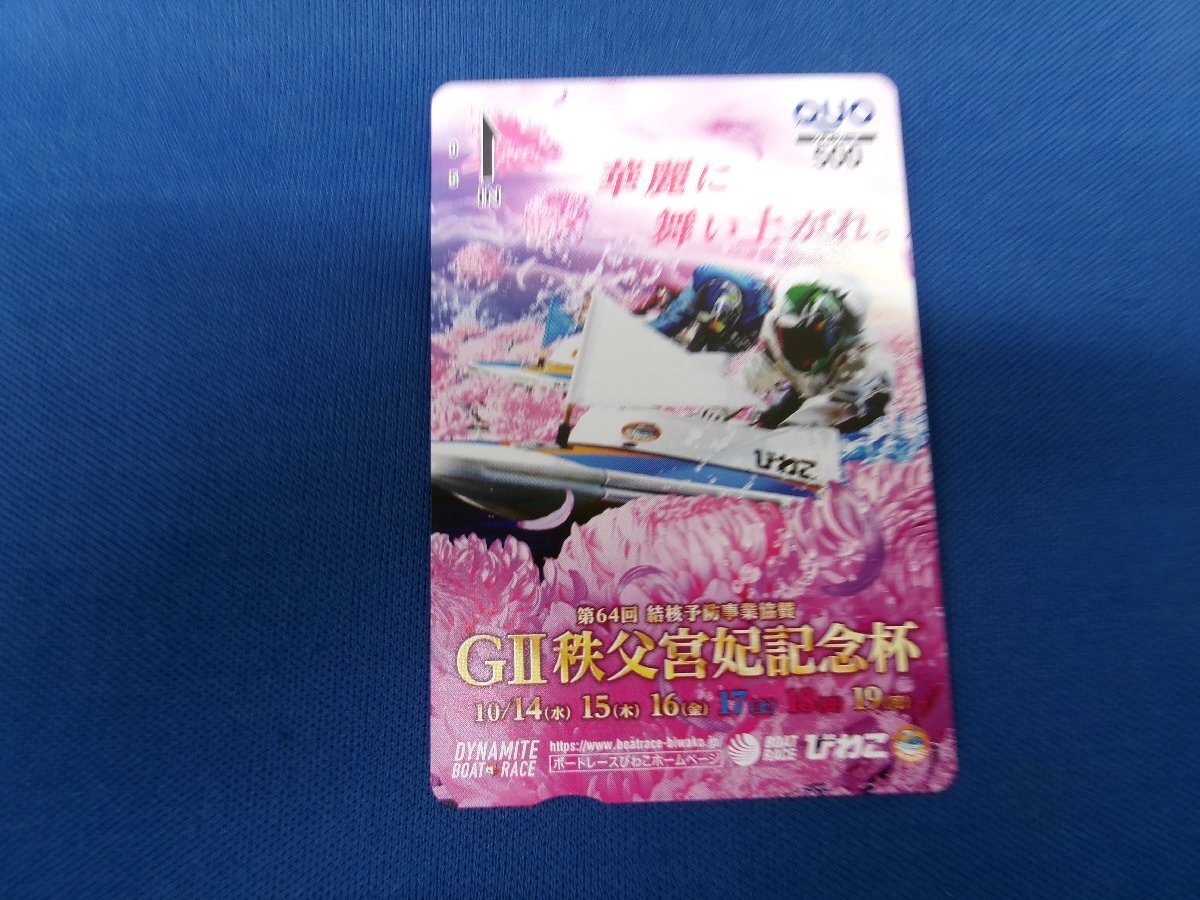 QUO
500
0
5
IN
華麗に
舞い上がれ。
びわこ
第64回 結核予防事業協賛
GⅡ秩父宮妃記念杯
10/14(水) 15(木) 16(金) 17(土) 18(日) 19(月)
DYNAMITE
BOAT RACE
https://www.boatrace-biwako.jp
ボートレースびわこホームページ
BOAT
RACE
びわこ